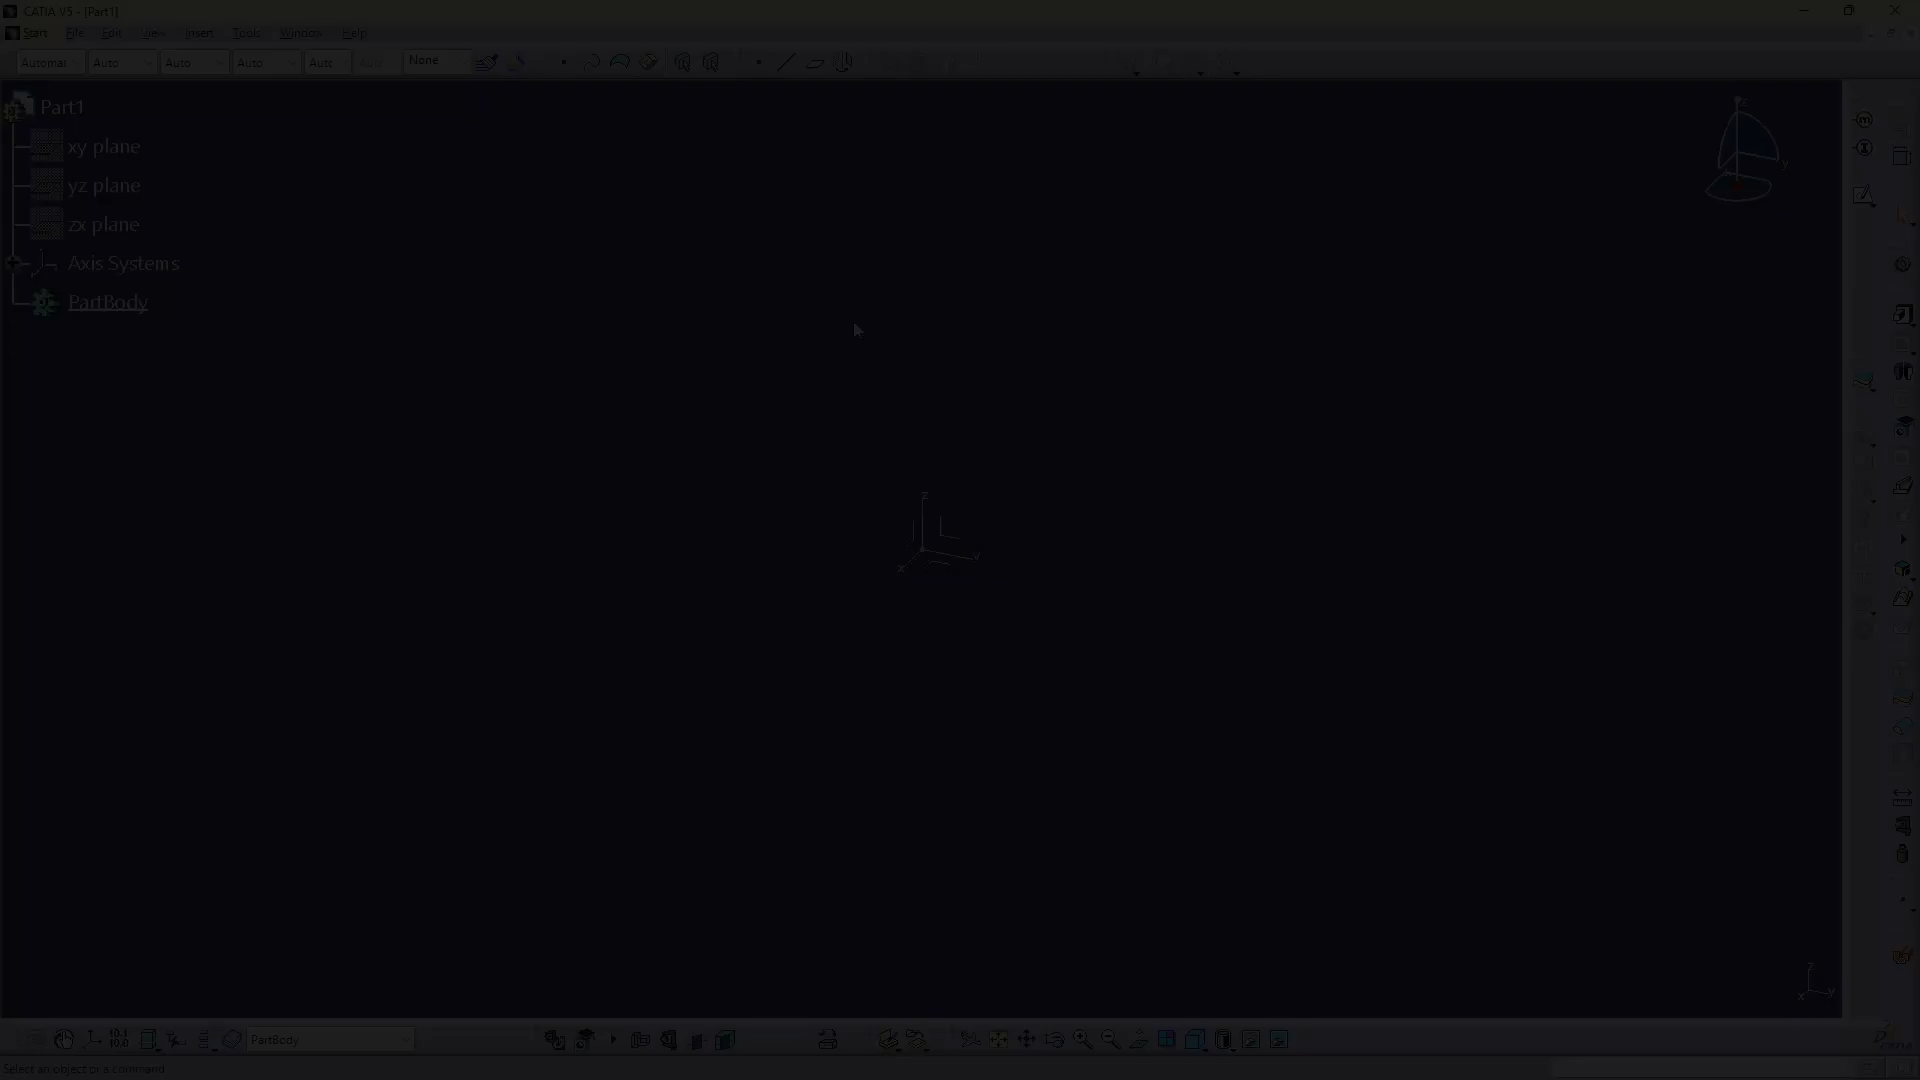 CATIA V5 - [Part1]
Start File Edit View Insert Tools Window Help
Automat Auto Auto Auto Auto Auto None
Part1
xy plane
yz plane
zx plane
Axis Systems
PartBody
z
y
x
z
y
x
y
PartBody
Select an object or a command